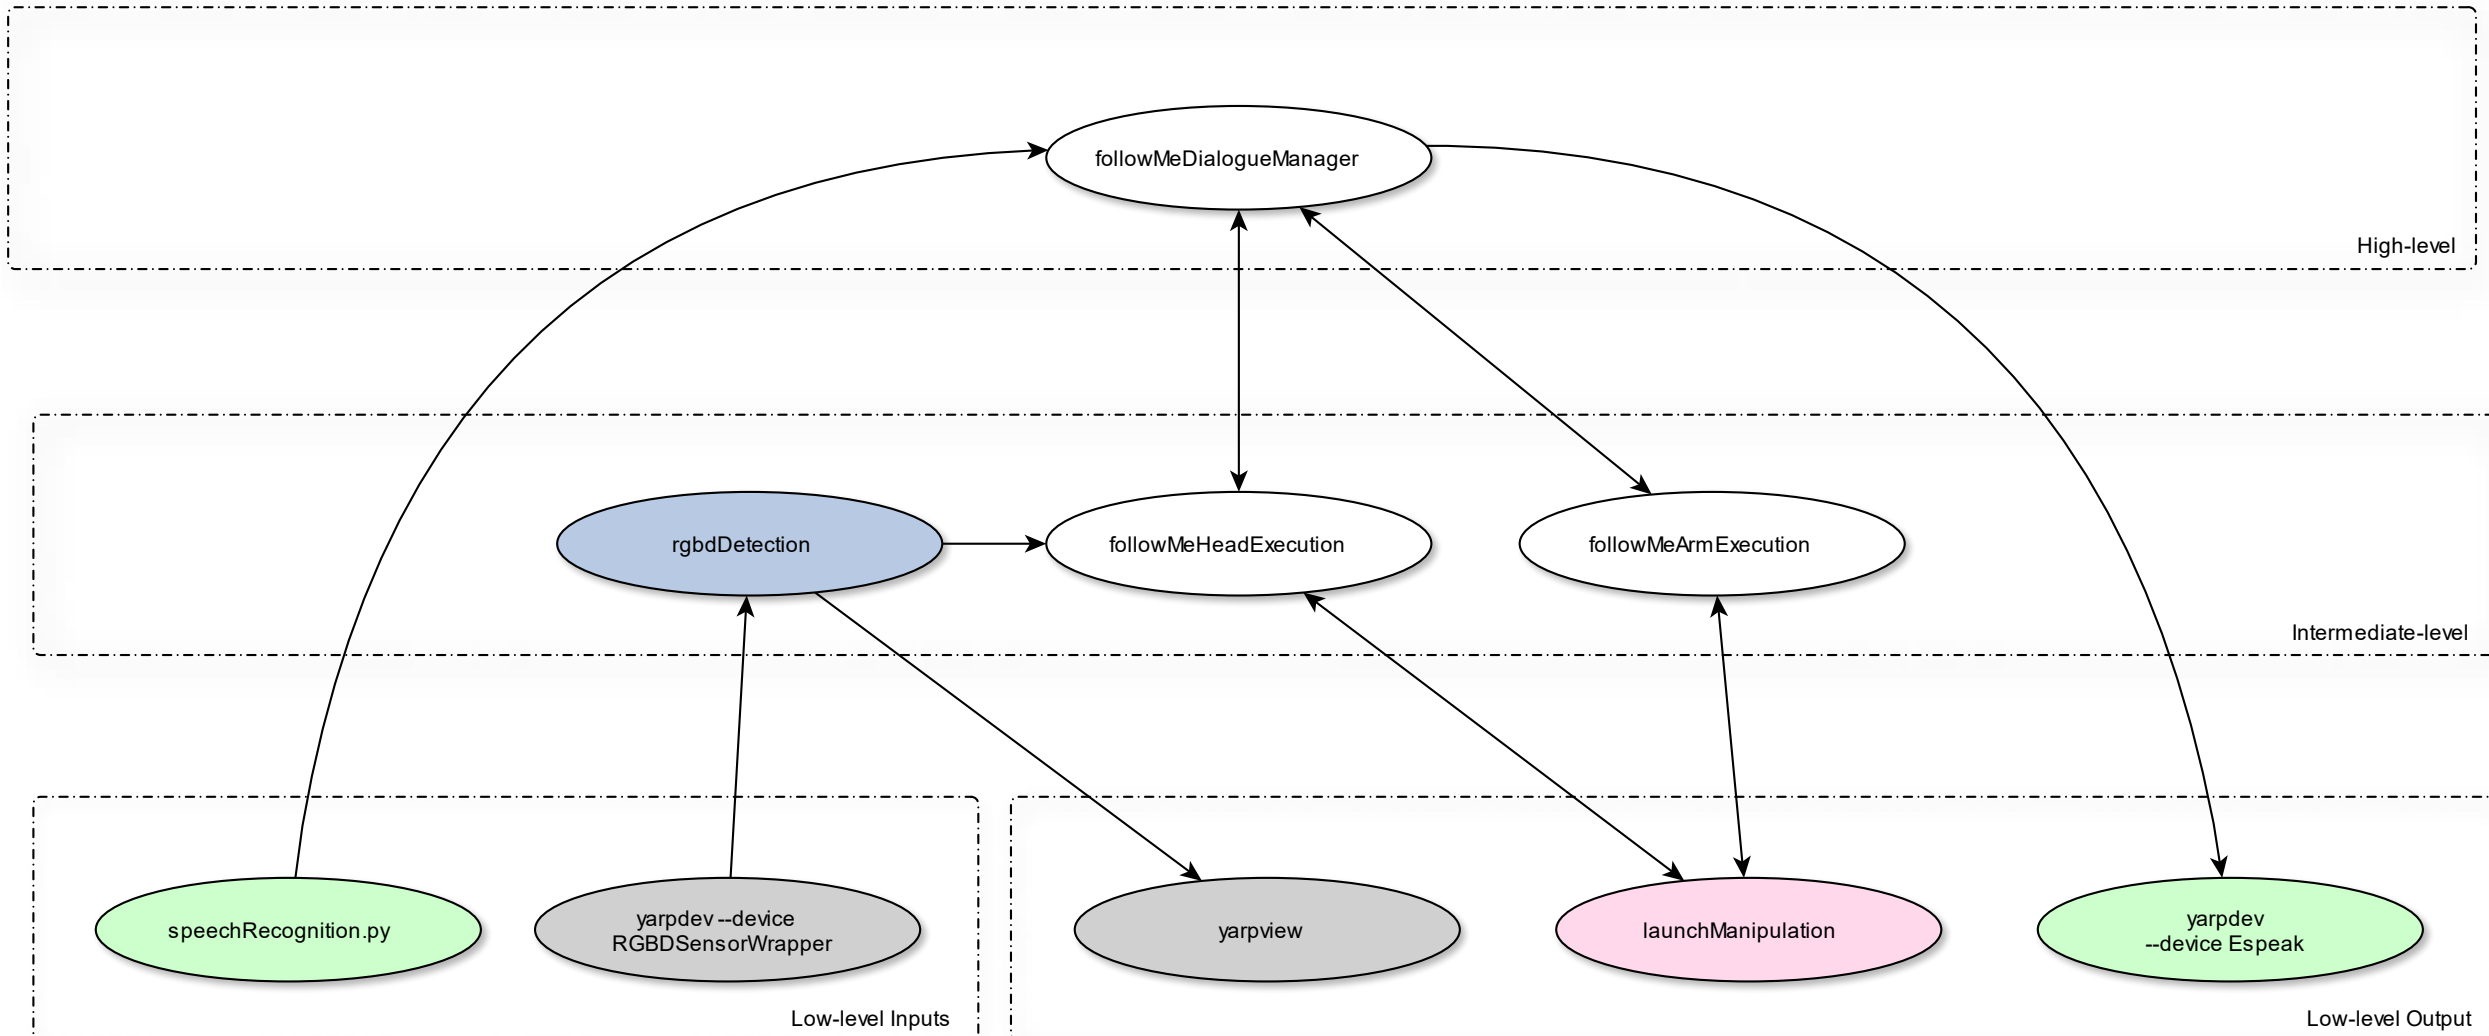 followMeDialogueManager
High-level
rgbdDetection
followMeHeadExecution
followMeArmExecution
Intermediate-level
speechRecognition.py
yarpdev --device
RGBDSensorWrapper
yarpview
launchManipulation
yarpdev
--device Espeak
Low-level Inputs
Low-level Output